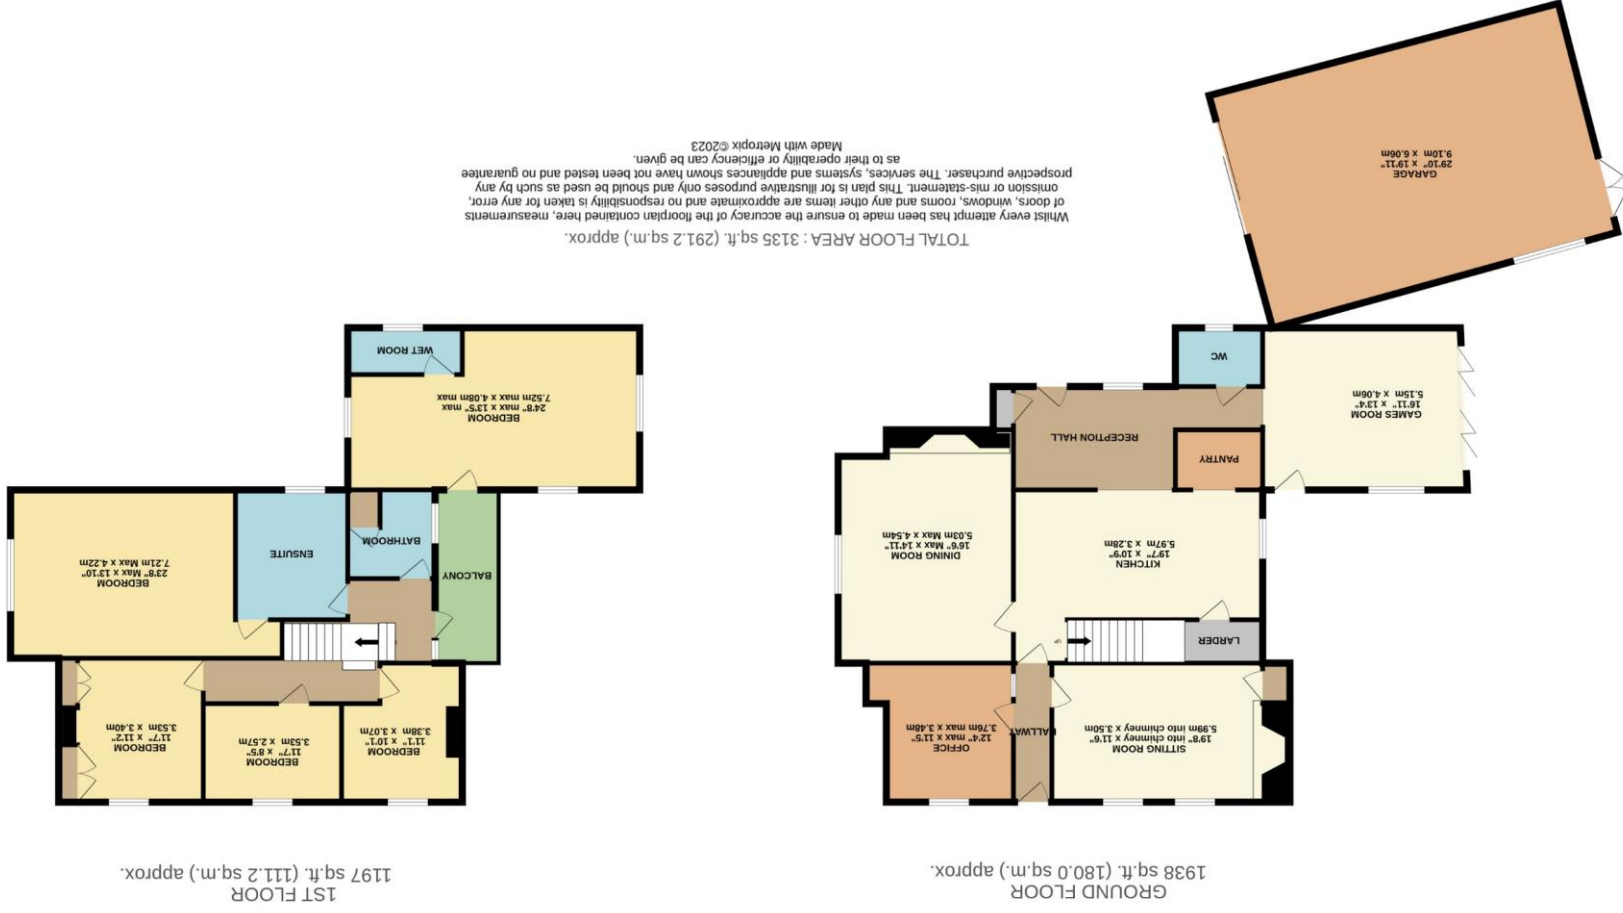 GROUND FLOOR
1938 sq.ft. (180.0 sq.m.) approx.
SITTING ROOM
19'8" into chimney x 11'6"
5.99m into chimney x 3.50m
HALLWAY
OFFICE
12'4" max x 11'5"
3.76m max x 3.48m
LARDER
UP
KITCHEN
19'7" x 10'9"
5.97m x 3.28m
DINING ROOM
16'6" Max x 14'11"
5.03m Max x 4.54m
PANTRY
RECEPTION HALL
GAMES ROOM
16'11" x 13'4"
5.15m x 4.06m
WC
GARAGE
29'10" x 19'11"
9.10m x 6.06m
1ST FLOOR
1197 sq.ft. (111.2 sq.m.) approx.
BEDROOM
11'1" x 10'1"
3.38m x 3.07m
BEDROOM
11'7" x 8'5"
3.53m x 2.57m
BEDROOM
11'7" x 11'2"
3.53m x 3.40m
BALCONY
BATHROOM
ENSUITE
BEDROOM
23'8" Max x 13'10"
7.21m Max x 4.22m
BEDROOM
24'8" max x 13'5" max
7.52m max x 4.08m max
WET ROOM
TOTAL FLOOR AREA : 3135 sq.ft. (291.2 sq.m.) approx.
Whilst every attempt has been made to ensure the accuracy of the floorplan contained here, measurements
of doors, windows, rooms and any other items are approximate and no responsibility is taken for any error,
omission or mis-statement. This plan is for illustrative purposes only and should be used as such by any
prospective purchaser. The services, systems and appliances shown have not been tested and no guarantee
as to their operability or efficiency can be given.
Made with Metropix ©2023